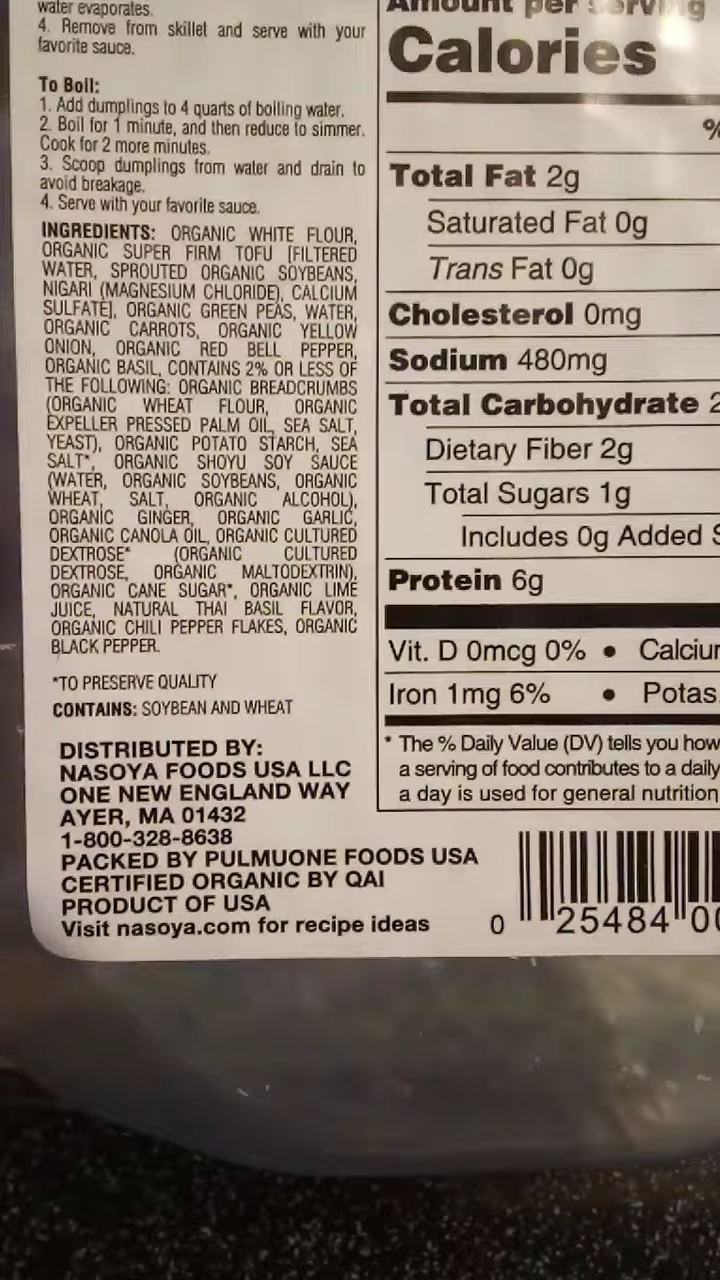 water evaporates.
4. Remove from skillet and serve with your
favorite sauce.
To Boil:
1. Add dumplings to 4 quarts of boiling water.
2. Boil for 1 minute, and then reduce to simmer.
Cook for 2 more minutes.
3. Scoop dumplings from water and drain to
avoid breakage.
4. Serve with your favorite sauce.
INGREDIENTS: ORGANIC WHITE FLOUR,
ORGANIC SUPER FIRM TOFU [FILTERED
WATER, SPROUTED ORGANIC SOYBEANS,
NIGARI (MAGNESIUM CHLORIDE), CALCIUM
SULFATE], ORGANIC GREEN PEAS, WATER,
ORGANIC CARROTS, ORGANIC YELLOW
ONION, ORGANIC RED BELL PEPPER,
ORGANIC BASIL, CONTAINS 2% OR LESS OF
THE FOLLOWING: ORGANIC BREADCRUMBS
(ORGANIC WHEAT FLOUR, ORGANIC
EXPELLER PRESSED PALM OIL, SEA SALT,
YEAST), ORGANIC POTATO STARCH, SEA
SALT*, ORGANIC SHOYU SOY SAUCE
(WATER, ORGANIC SOYBEANS, ORGANIC
WHEAT, SALT, ORGANIC ALCOHOL),
ORGANIC GINGER, ORGANIC GARLIC,
ORGANIC CANOLA OIL, ORGANIC CULTURED
DEXTROSE* (ORGANIC CULTURED
DEXTROSE, ORGANIC MALTODEXTRIN),
ORGANIC CANE SUGAR*, ORGANIC LIME
JUICE, NATURAL THAI BASIL FLAVOR,
ORGANIC CHILI PEPPER FLAKES, ORGANIC
BLACK PEPPER.
*TO PRESERVE QUALITY
CONTAINS: SOYBEAN AND WHEAT
DISTRIBUTED BY:
NASOYA FOODS USA LLC
ONE NEW ENGLAND WAY
AYER, MA 01432
1-800-328-8638
PACKED BY PULMUONE FOODS USA
CERTIFIED ORGANIC BY QAI
PRODUCT OF USA
Visit nasoya.com for recipe ideas
Amount per serving
Calories
%
Total Fat 2g
Saturated Fat 0g
Trans Fat 0g
Cholesterol 0mg
Sodium 480mg
Total Carbohydrate 2
Dietary Fiber 2g
Total Sugars 1g
Includes 0g Added S
Protein 6g
Vit. D 0mcg 0% • Calciu
Iron 1mg 6% • Potas
* The % Daily Value (DV) tells you how
a serving of food contributes to a daily
a day is used for general nutrition
0 25484 00